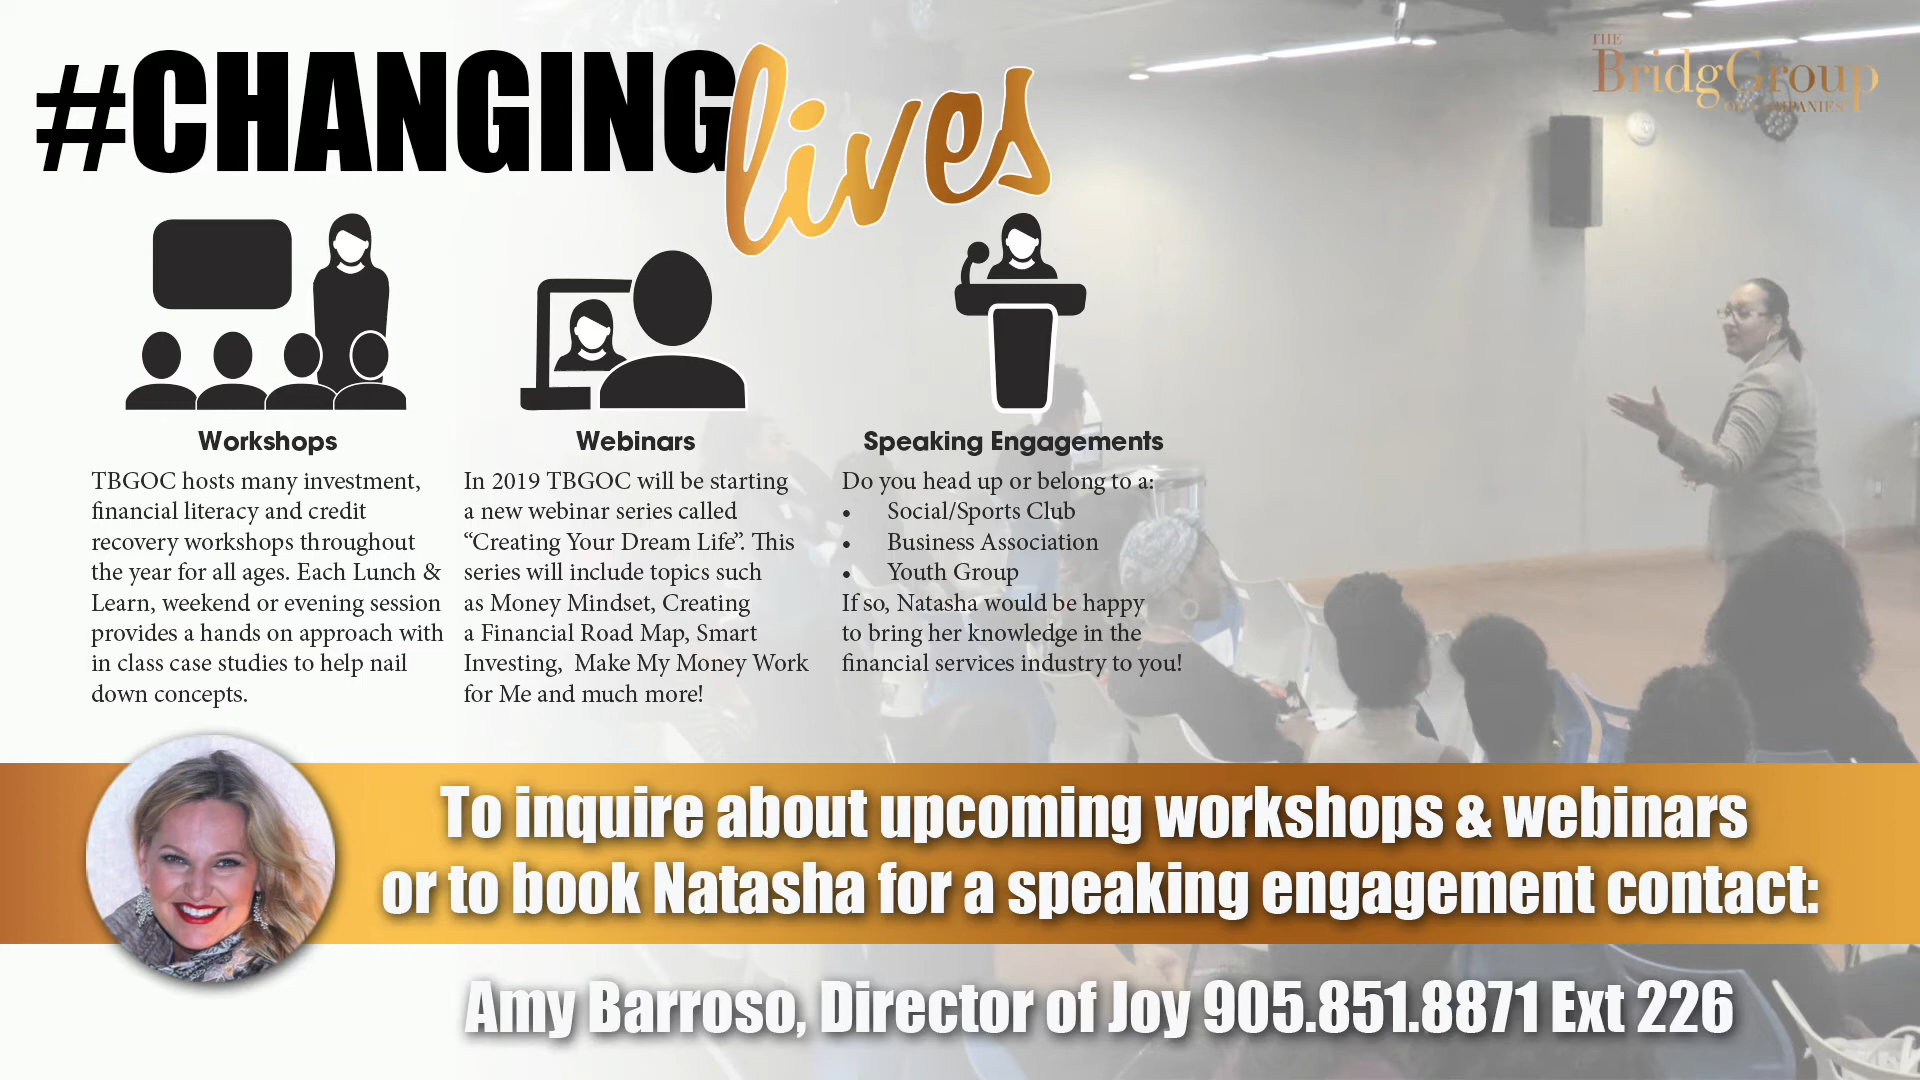 #CHANGING lives
THE
BridgGroup
OF COMPANIES
Workshops
TBGOC hosts many investment,
financial literacy and credit
recovery workshops throughout
the year for all ages. Each Lunch &
Learn, weekend or evening session
provides a hands on approach with
in class case studies to help nail
down concepts.
Webinars
In 2019 TBGOC will be starting
a new webinar series called
“Creating Your Dream Life”. This
series will include topics such
as Money Mindset, Creating
a Financial Road Map, Smart
Investing,  Make My Money Work
for Me and much more!
Speaking Engagements
Do you head up or belong to a:
• Social/Sports Club
• Business Association
• Youth Group
If so, Natasha would be happy
to bring her knowledge in the
financial services industry to you!
To inquire about upcoming workshops & webinars
or to book Natasha for a speaking engagement contact:
Amy Barroso, Director of Joy 905.851.8871 Ext 226